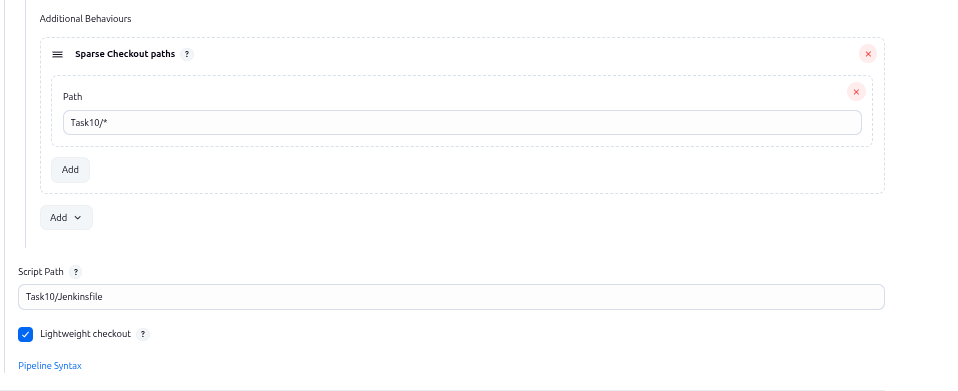 Additional Behaviours
Sparse Checkout paths ?
Path
Task10/*
Add
Add
Script Path ?
Task10/Jenkinsfile
Lightweight checkout ?
Pipeline Syntax